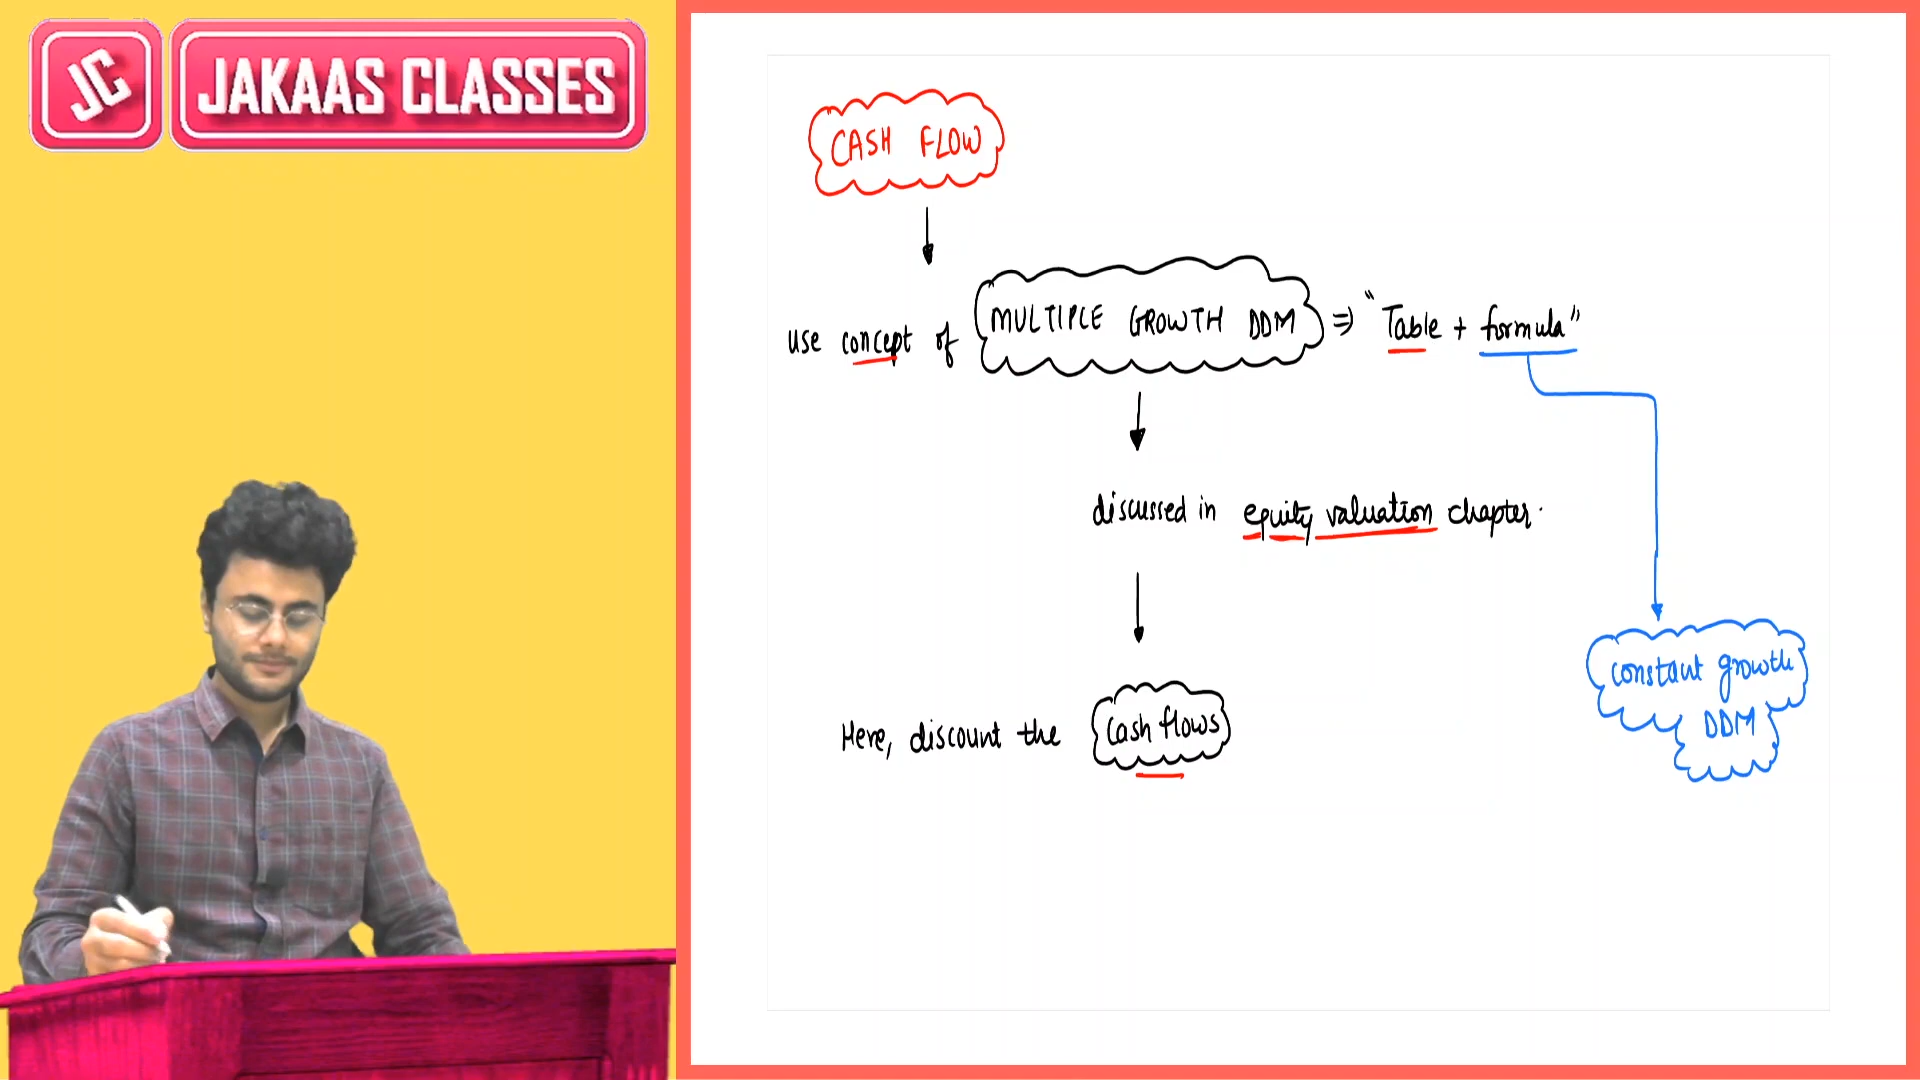 JC JAKAAS CLASSES
CASH FLOW
use concept of MULTIPLE GROWTH DDM ⇒ "Table + formula"
discussed in equity valuation chapter.
constant growth
DDM
Here, discount the Cash flows